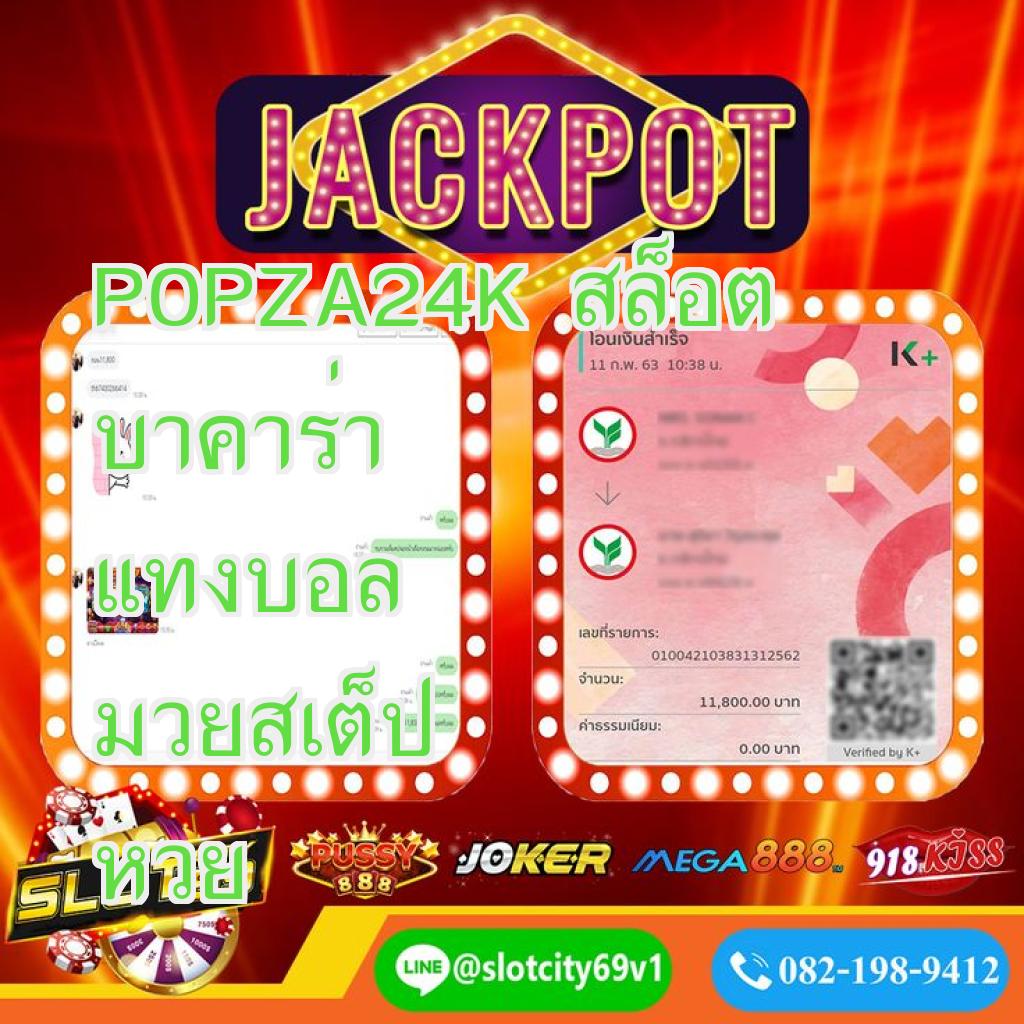 JACKPOT
POPZA24K สล็อต
บาคาร่า
แทงบอล
มวยสเต็ป
หวย
โอนเงินสำเร็จ
11 ก.พ. 63 10:38 น.
K+
เลขที่รายการ:
010042103831312562
จำนวน:
11,800.00 บาท
ค่าธรรมเนียม:
0.00 บาท
Verified by K+
PUSSY
888
JOKER
MEGA888
918KISS
LINE @slotcity69v1
082-198-9412